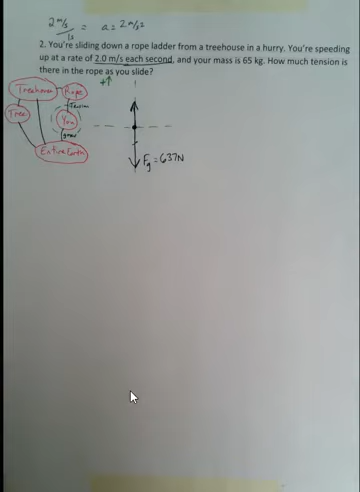 2 m/s / 1s = a = 2 m/s²
2. You're sliding down a rope ladder from a treehouse in a hurry. You're speeding
up at a rate of 2.0 m/s each second, and your mass is 65 kg. How much tension is
there in the rope as you slide?
+↑
Treehouse
Rope
Tension
Tree
You
grav
Entire Earth
Fg = 637N